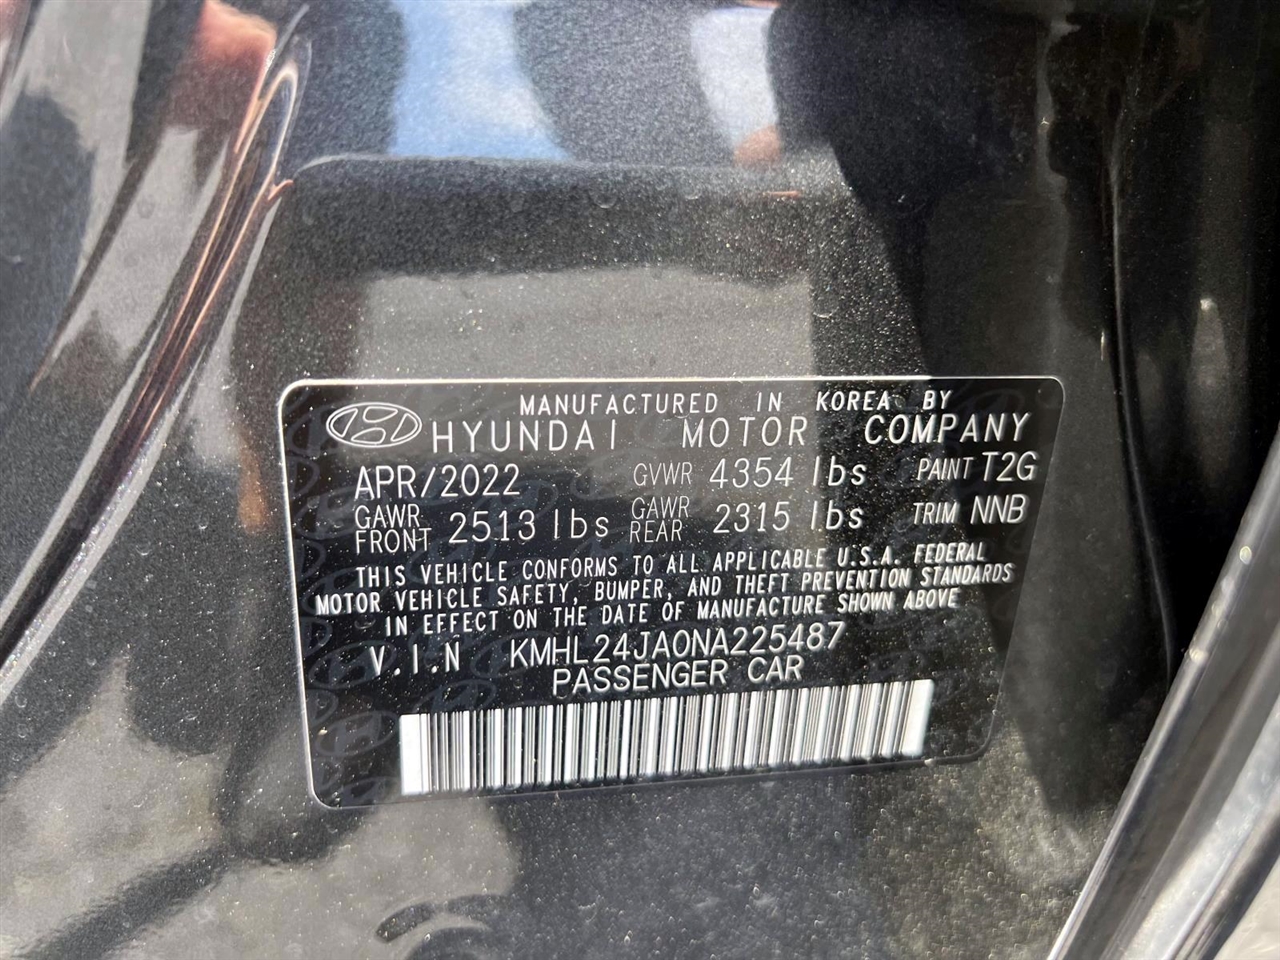 MANUFACTURED IN KOREA BY
HYUNDAI MOTOR COMPANY
APR/2022 GVWR 4354 lbs PAINT T2G
GAWR FRONT 2513 lbs GAWR REAR 2315 lbs TRIM NNB
THIS VEHICLE CONFORMS TO ALL APPLICABLE U.S.A. FEDERAL
MOTOR VEHICLE SAFETY, BUMPER, AND THEFT PREVENTION STANDARDS
IN EFFECT ON THE DATE OF MANUFACTURE SHOWN ABOVE
V.I.N KMHL24JA0NA225487
PASSENGER CAR